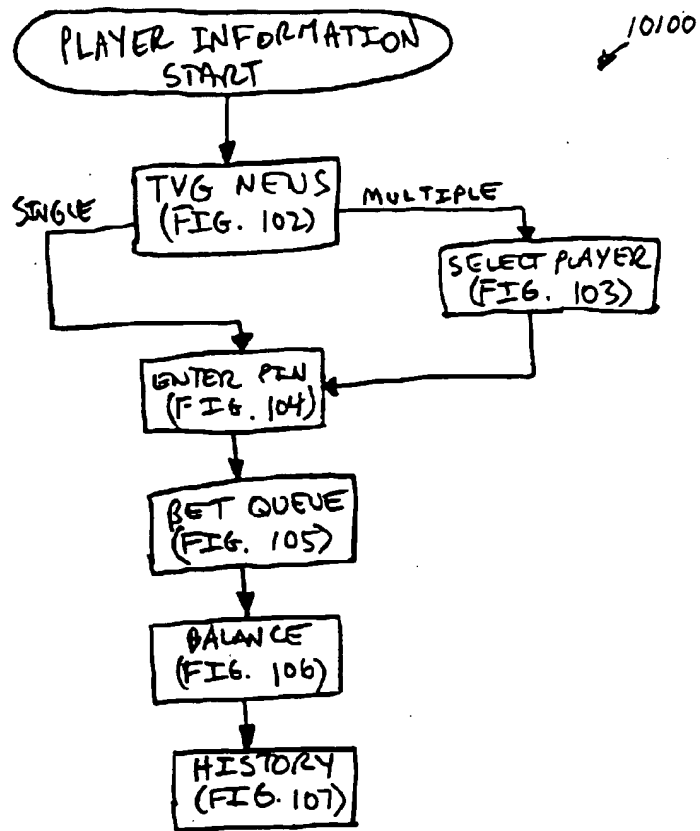 PLAYER INFORMATION
START
10100
TVG NEWS
(FIG. 102)
SINGLE
MULTIPLE
SELECT PLAYER
(FIG. 103)
ENTER PIN
(FIG. 104)
BET QUEUE
(FIG. 105)
BALANCE
(FIG. 106)
HISTORY
(FIG. 107)